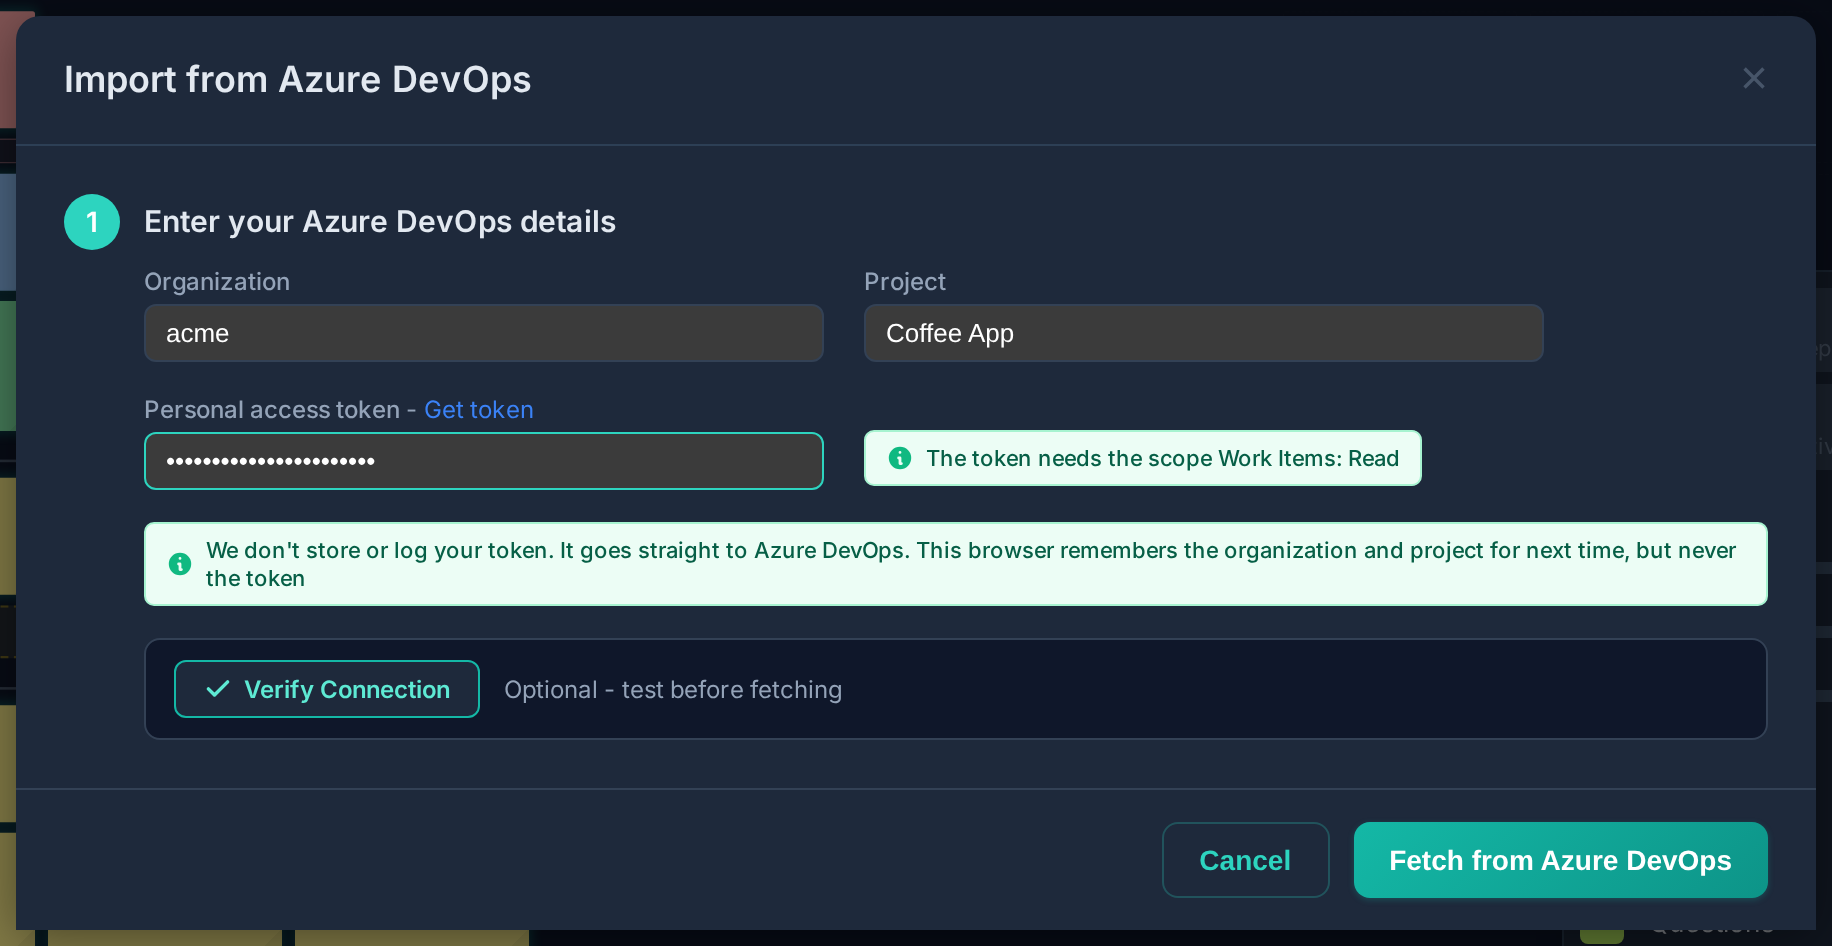 Import from Azure DevOps
1
Enter your Azure DevOps details
Organization
Project
acme
Coffee App
Personal access token - Get token
••••••••••••••••••••••••
The token needs the scope Work Items: Read
We don't store or log your token. It goes straight to Azure DevOps. This browser remembers the organization and project for next time, but never
the token
Verify Connection
Optional - test before fetching
Cancel
Fetch from Azure DevOps
Questions